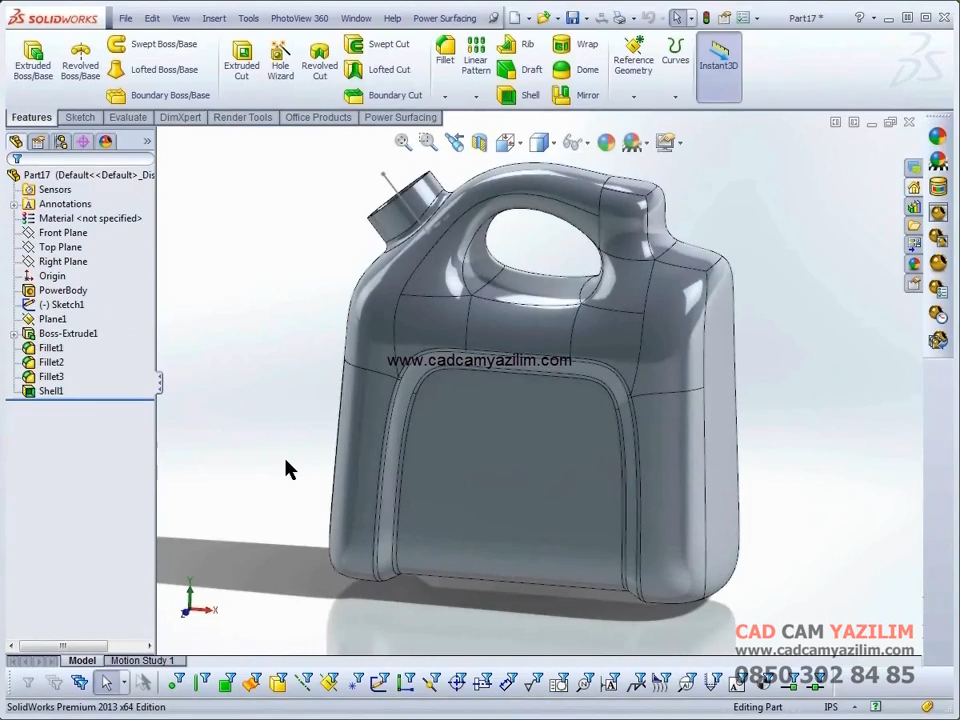 SOLIDWORKS File Edit View Insert Tools PhotoView 360 Window Help Power Surfacing Part17 *
Extruded Boss/Base
Revolved Boss/Base
Swept Boss/Base
Lofted Boss/Base
Boundary Boss/Base
Extruded Cut
Hole Wizard
Revolved Cut
Swept Cut
Lofted Cut
Boundary Cut
Fillet
Linear Pattern
Rib
Draft
Shell
Wrap
Dome
Mirror
Reference Geometry
Curves
Instant3D
Features Sketch Evaluate DimXpert Render Tools Office Products Power Surfacing
Part17 (Default<<Default>_Dis
Sensors
Annotations
Material <not specified>
Front Plane
Top Plane
Right Plane
Origin
PowerBody
(-) Sketch1
Plane1
Boss-Extrude1
Fillet1
Fillet2
Fillet3
Shell1
www.cadcamyazilim.com
Y
X
Z
CAD CAM YAZILIM
www.cadcamyazilim.com
0850 302 84 85
Model Motion Study 1
SolidWorks Premium 2013 x64 Edition Editing Part IPS